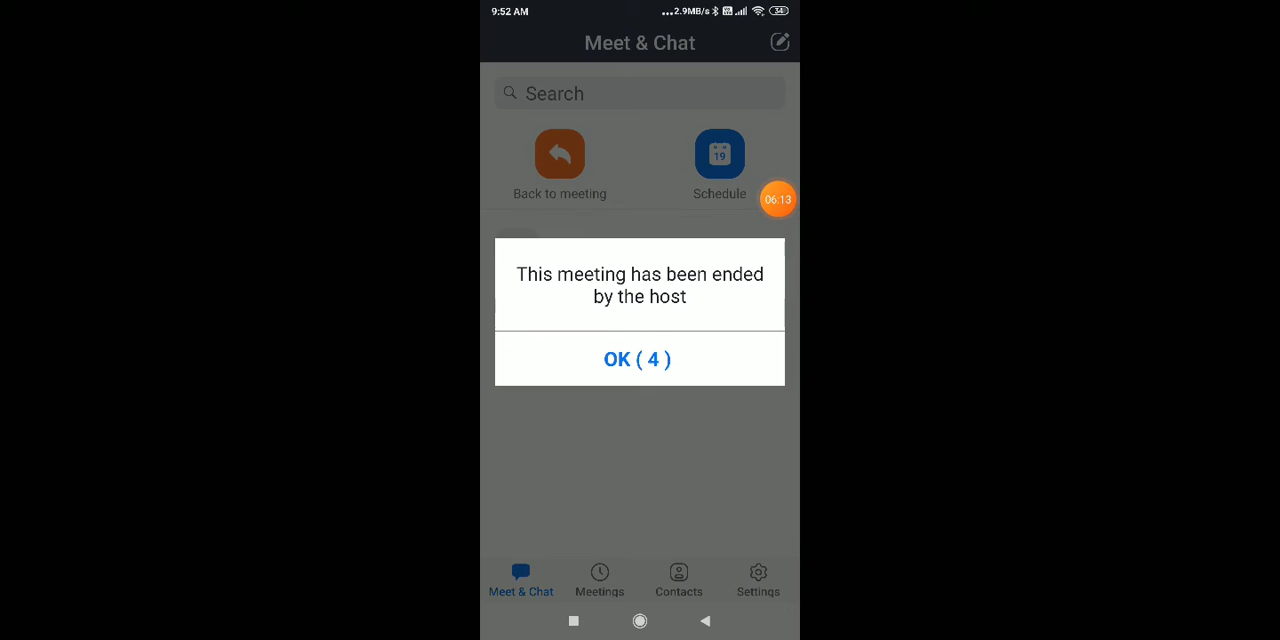 9:52 AM
...2.9MB/s
34
Meet & Chat
Search
19
Back to meeting
Schedule
06:13
This meeting has been ended
by the host
OK ( 4 )
Meet & Chat
Meetings
Contacts
Settings